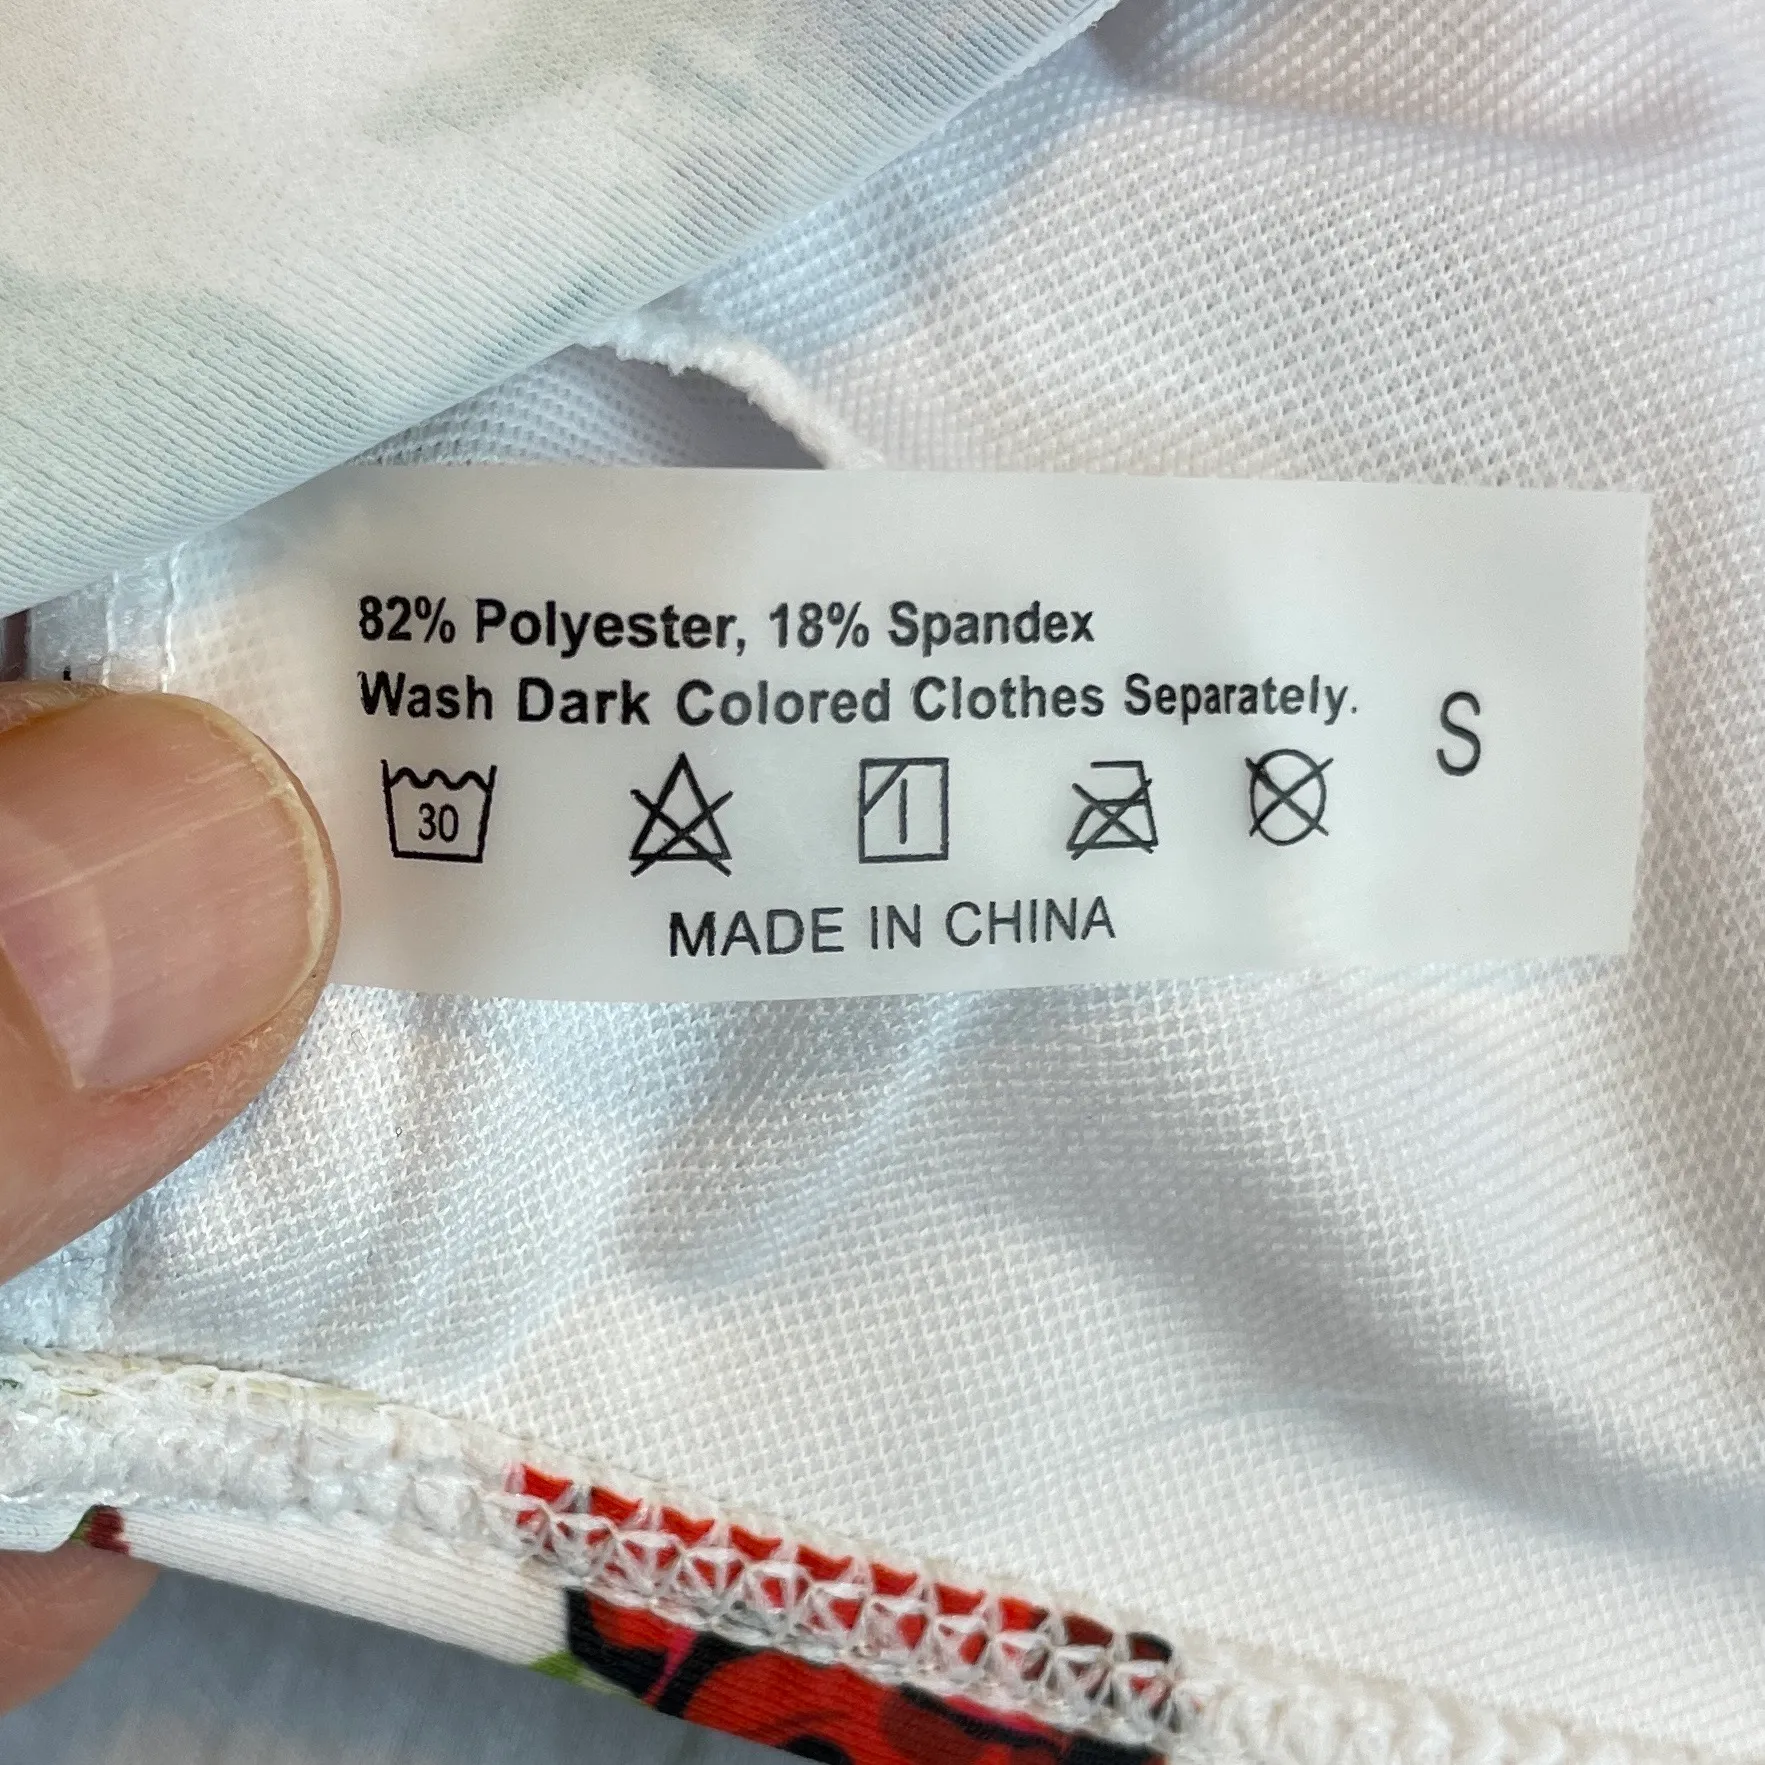 82% Polyester, 18% Spandex
Wash Dark Colored Clothes Separately.
S
30
MADE IN CHINA